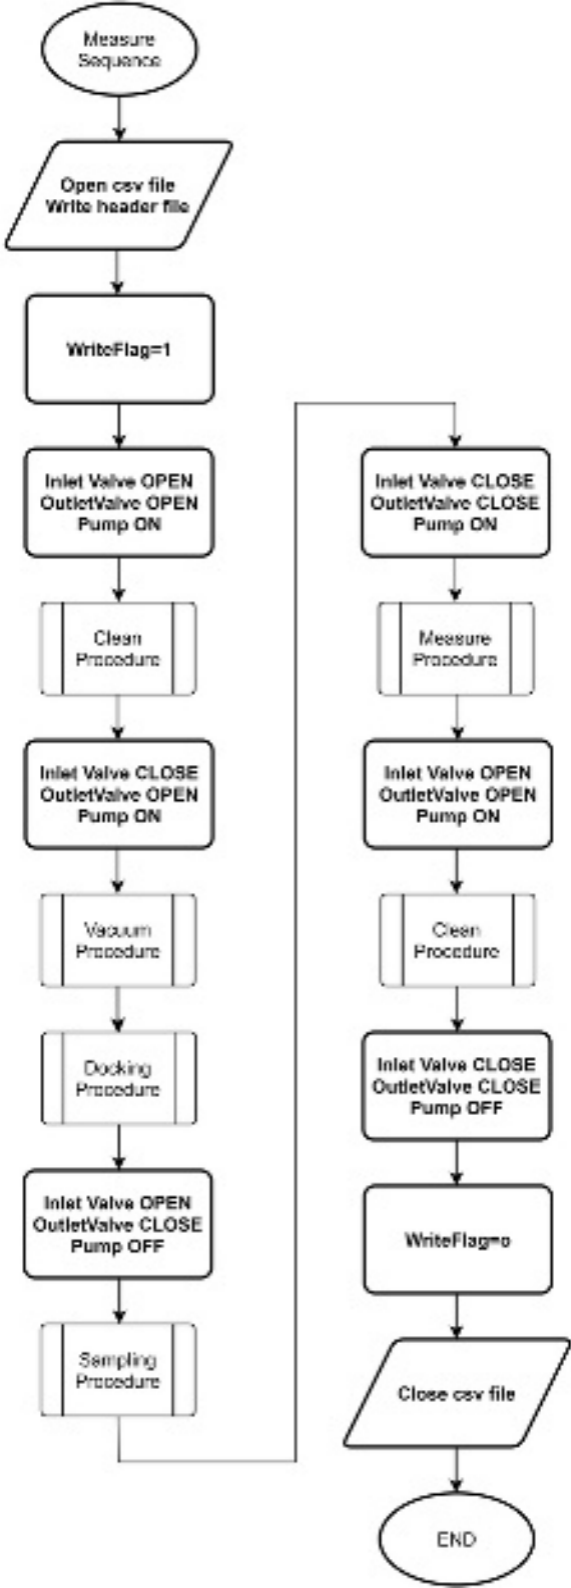 Measure
Sequence
Open csv file
Write header file
WriteFlag=1
Inlet Valve OPEN
OutletValve OPEN
Pump ON
Clean
Procedure
Inlet Valve CLOSE
OutletValve OPEN
Pump ON
Vacuum
Procedure
Docking
Procedure
Inlet Valve OPEN
OutletValve CLOSE
Pump OFF
Sampling
Procedure
Inlet Valve CLOSE
OutletValve CLOSE
Pump ON
Measure
Procedure
Inlet Valve OPEN
OutletValve OPEN
Pump ON
Clean
Procedure
Inlet Valve CLOSE
OutletValve CLOSE
Pump OFF
WriteFlag=o
Close csv file
END